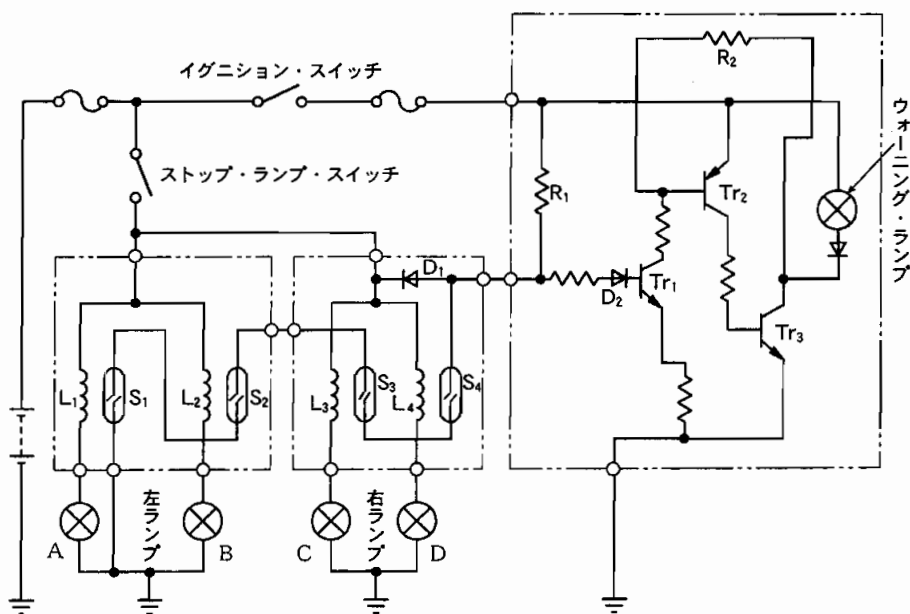 イグニション・スイッチ
R₂
ウォーニング・ランプ
ストップ・ランプ・スイッチ
R₁
Tr₂
D₁
D₂
Tr₁
Tr₃
L₁
S₁
L₂
S₂
L₃
S₃
L₄
S₄
A
左ランプ
B
C
右ランプ
D